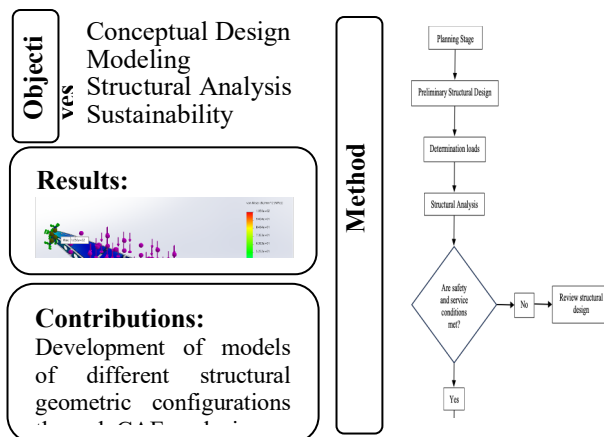 Objecti
ves
Conceptual Design
Modeling
Structural Analysis
Sustainability
Results:
Contributions:
Development of models
of different structural
geometric configurations
Method
Planning Stage
Preliminary Structural Design
Determination loads
Structural Analysis
Are safety
and service
conditions
met?
No
Review structural
design
Yes